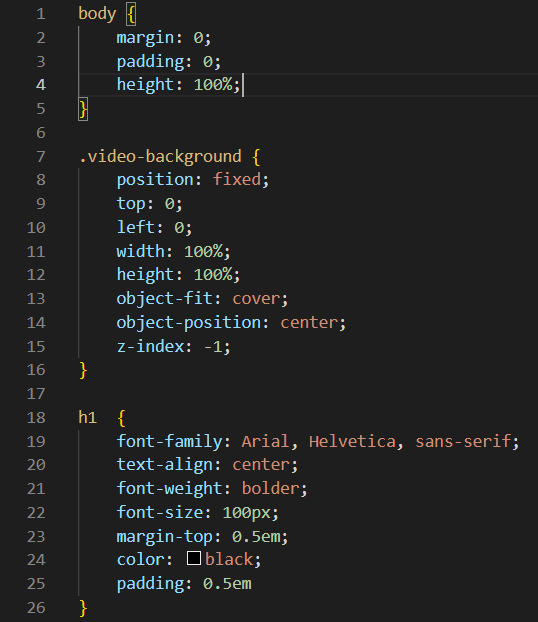 1 body {
2     margin: 0;
3     padding: 0;
4     height: 100%;
5 }
6
7 .video-background {
8     position: fixed;
9     top: 0;
10     left: 0;
11     width: 100%;
12     height: 100%;
13     object-fit: cover;
14     object-position: center;
15     z-index: -1;
16 }
17
18 h1  {
19     font-family: Arial, Helvetica, sans-serif;
20     text-align: center;
21     font-weight: bolder;
22     font-size: 100px;
23     margin-top: 0.5em;
24     color: black;
25     padding: 0.5em
26 }